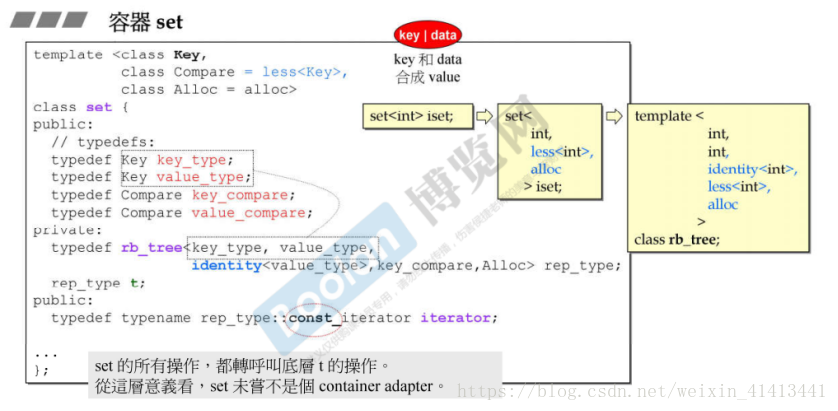 容器 set
key | data
key 和 data
合成 value
template <class Key,
class Compare = less<Key>,
class Alloc = alloc>
class set {
public:
// typedefs:
typedef Key key_type;
typedef Key value_type;
typedef Compare key_compare;
typedef Compare value_compare;
private:
typedef rb_tree<key_type, value_type,
identity<value_type>,key_compare,Alloc> rep_type;
rep_type t;
public:
typedef typename rep_type::const_iterator iterator;
...
};
set<int> iset;
set<
int,
less<int>,
alloc
> iset;
template <
int,
int,
identity<int>,
less<int>,
alloc
>
class rb_tree;
set 的所有操作，都轉呼叫底層 t 的操作。
從這層意義看，set 未嘗不是個 container adapter。
Boolan 博览网
https://blog.csdn.net/weixin_41413441